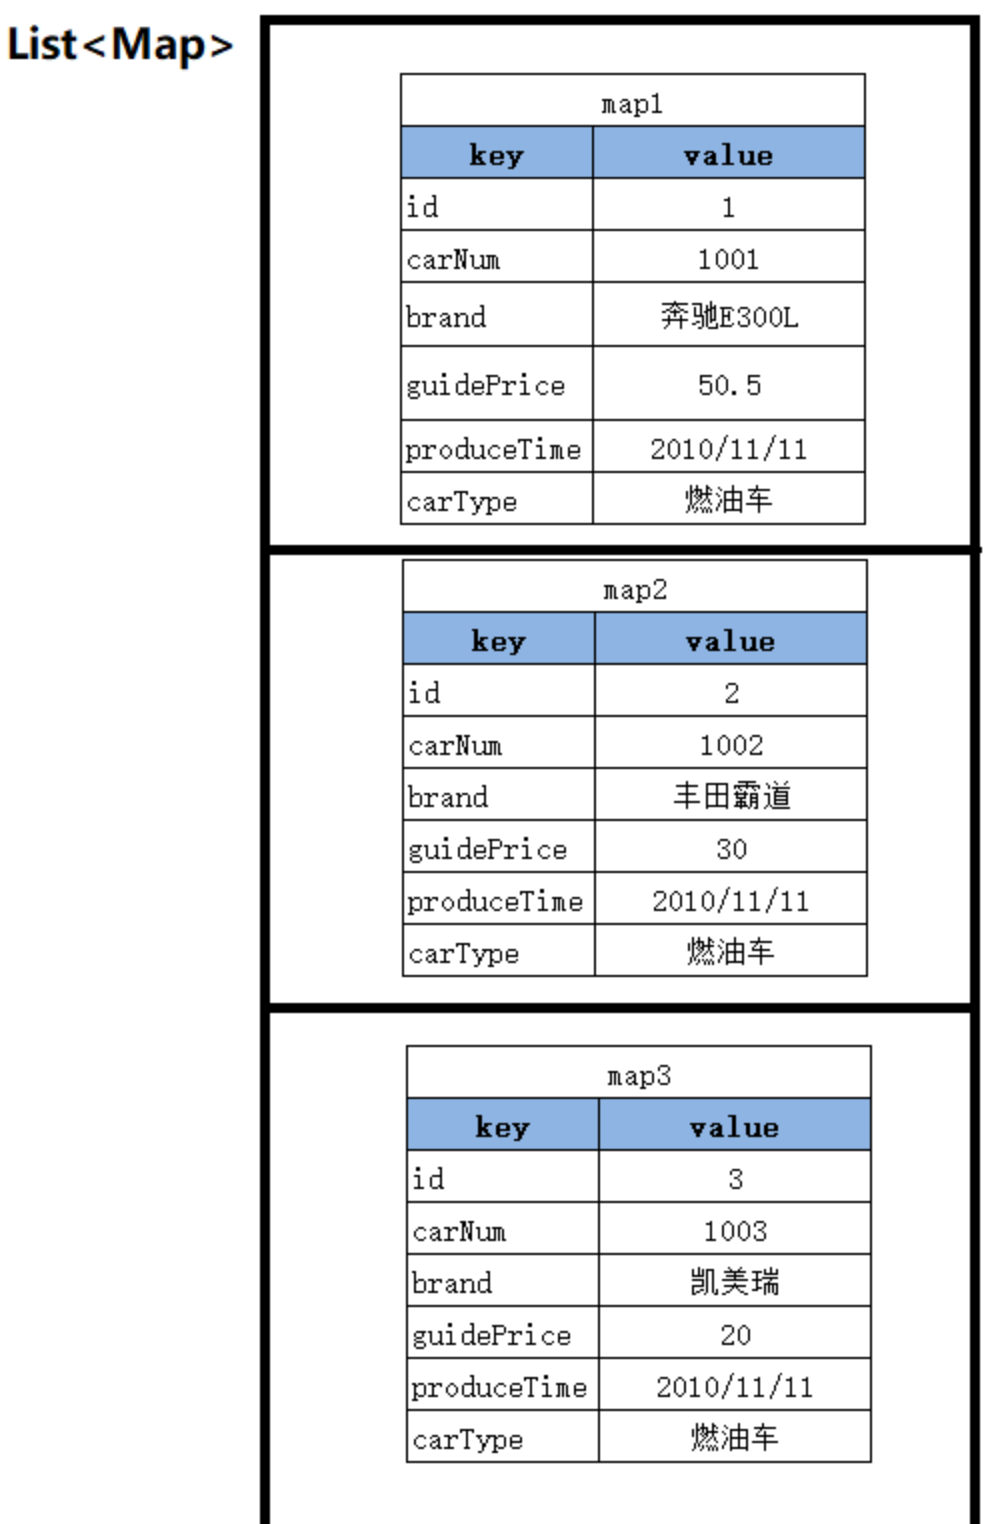 List<Map>
map1
key value
id 1
carNum 1001
brand 奔驰E300L
guidePrice 50.5
produceTime 2010/11/11
carType 燃油车
map2
key value
id 2
carNum 1002
brand 丰田霸道
guidePrice 30
produceTime 2010/11/11
carType 燃油车
map3
key value
id 3
carNum 1003
brand 凯美瑞
guidePrice 20
produceTime 2010/11/11
carType 燃油车